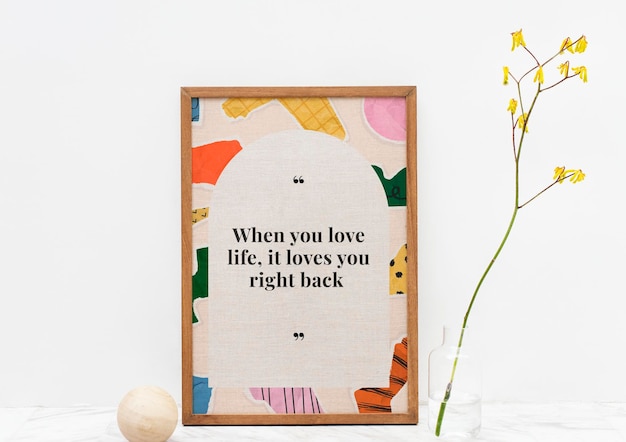 ❝
When you love
life, it loves you
right back
❞